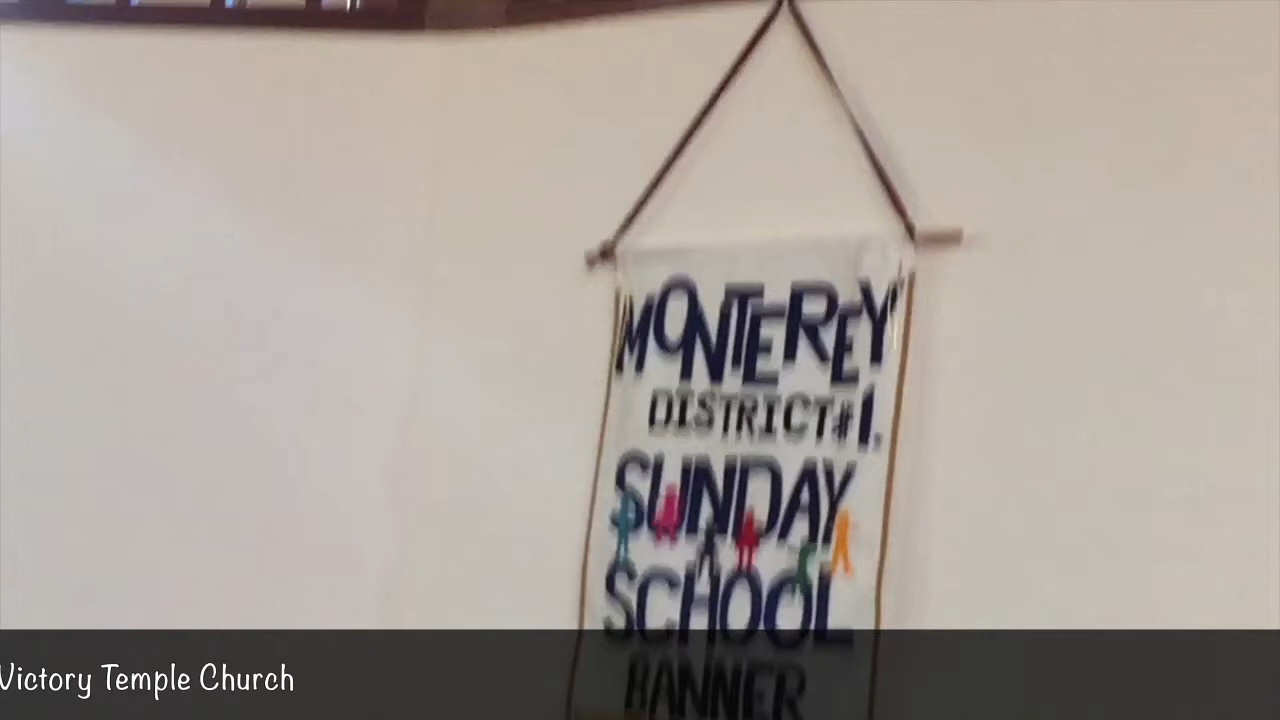 MONTEREY
DISTRICT #1.
SUNDAY
SCHOOL
BANNER
Victory Temple Church